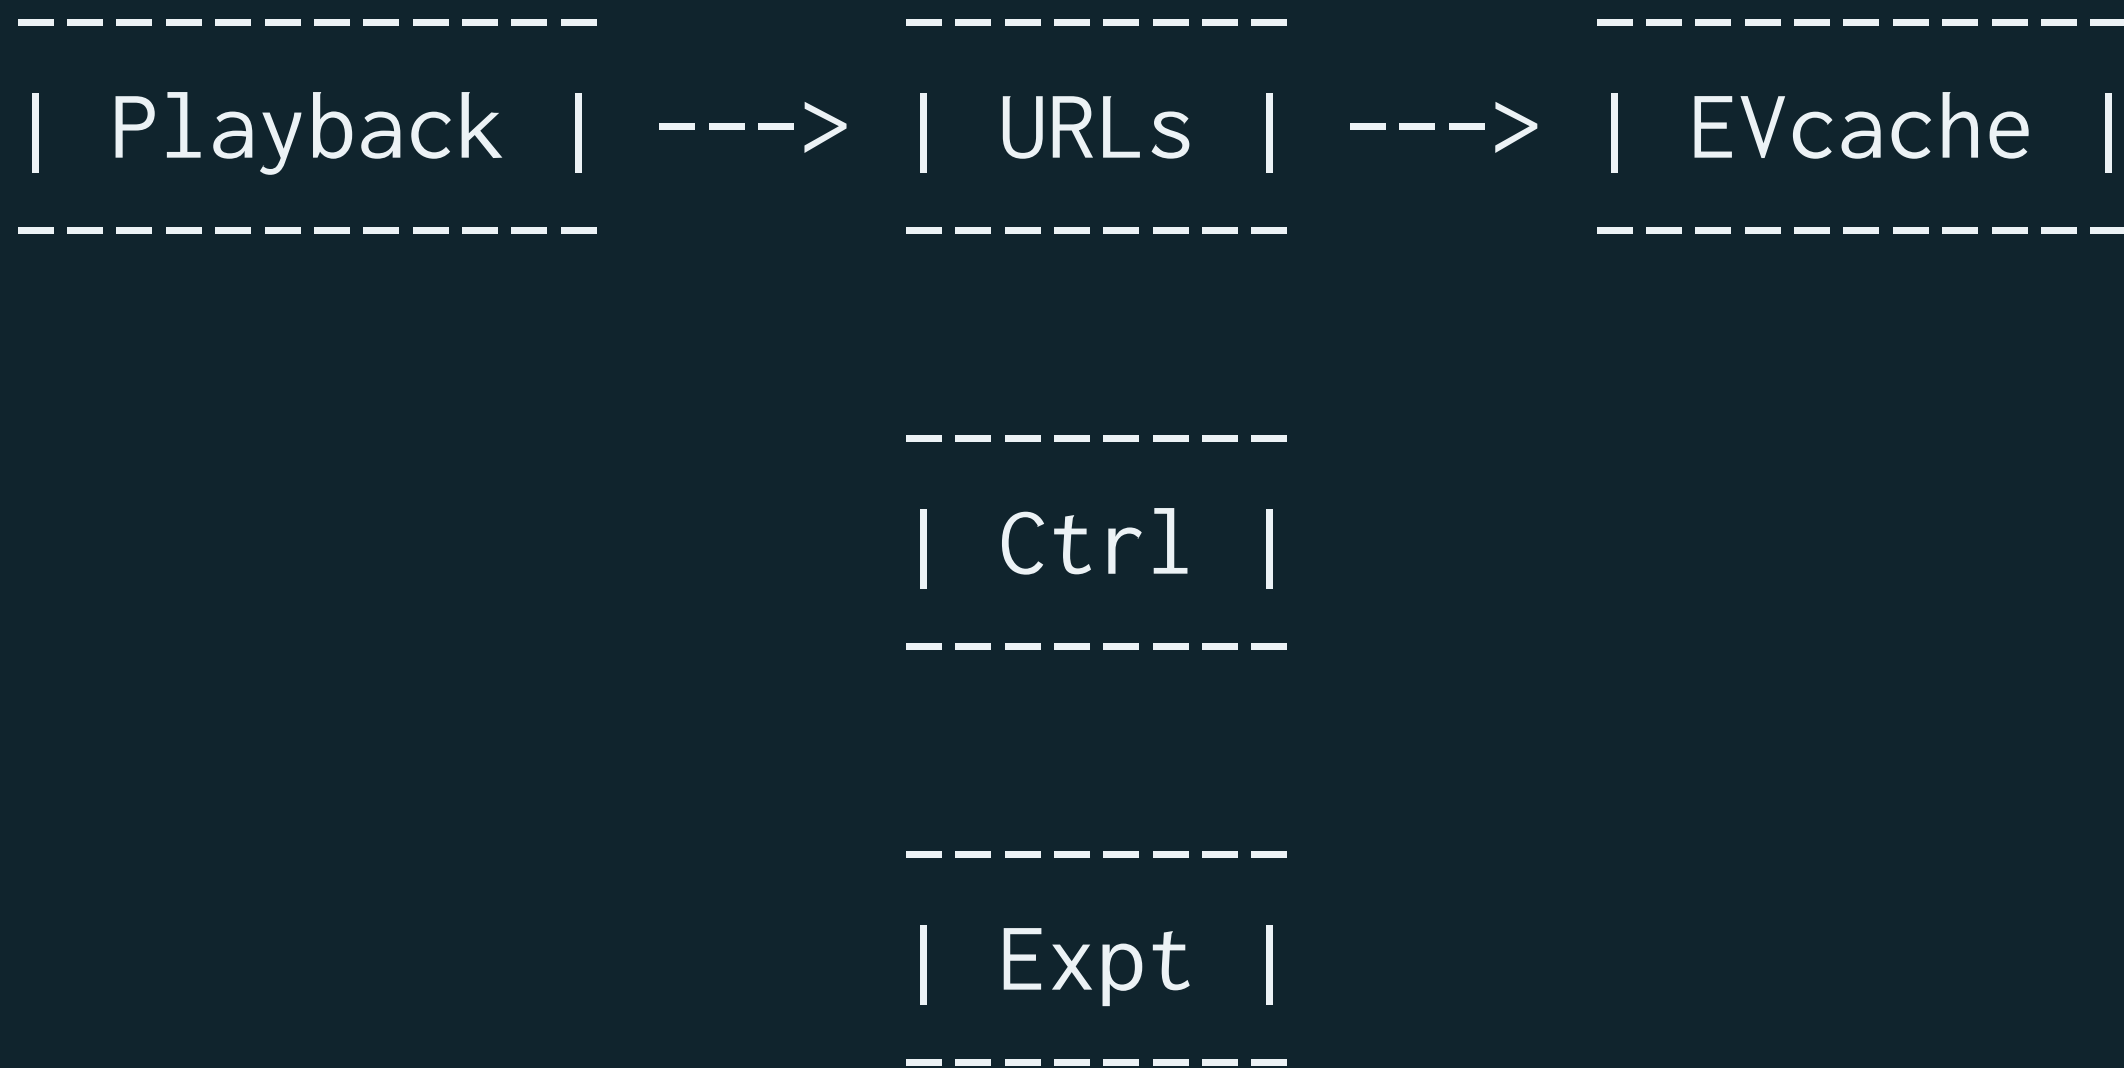 ------------      --------      -----------
| Playback | ---> | URLs | ---> | EVcache |
------------      --------      -----------
                  --------
                  | Ctrl |
                  --------
                  --------
                  | Expt |
                  --------